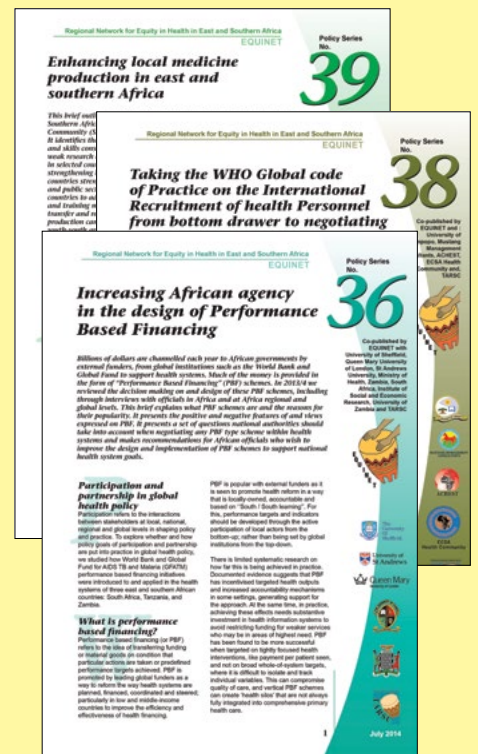 Regional Network for Equity in Health in East and Southern Africa
EQUINET
Policy Series
No.
39
Enhancing local medicine
production in east and
southern Africa
This brief outl
Southern Afric
Community (S
It identifies th
and skills cons
weak research
in selected cou
strengthening
countries stren
and public sect
countries to a
and training
transfer and r
production can
Regional Network for Equity in Health in East and Southern Africa
EQUINET
Policy Series
No.
38
Taking the WHO Global code
of Practice on the International
Recruitment of health Personnel
from bottom drawer to negotiating
Co-published by
EQUINET and
University of
Limpopo, Mustang
Management
ACHEST,
ECSA Health
Community and,
TARSC
ACHEST
ECSA
Health Community
Regional Network for Equity in Health in East and Southern Africa
EQUINET
Policy Series
No.
36
Increasing African agency
in the design of Performance
Based Financing
Co-published by
EQUINET with
University of Sheffield,
Queen Mary University
of London, St Andrews
University, Ministry of
Health, Zambia, South
Africa, Institute of
Social and Economic
Research, University of
Zambia and TARSC
EQUINET
Billions of dollars are channelled each year to African governments by
external funders, from global institutions such as the World Bank and
Global Fund to support health systems. Much of the money is provided in
the form of "Performance Based Financing" (PBF) schemes. In 2013/4 we
reviewed the decision making on and design of these PBF schemes, including
through interviews with officials in Africa and at Africa regional and
global levels. This brief explains what PBF schemes are and the reasons for
their popularity. It presents the positive and negative features of and views
expressed on PBF. It presents a set of questions national authorities should
take into account when negotiating any PBF type scheme within health
systems and makes recommendations for African officials who wish to
improve the design and implementation of PBF schemes to support national
health system goals.
Participation and
partnership in global
health policy
Participation refers to the interactions
between stakeholders at local, national,
regional and global levels in shaping policy
and practice. To explore whether and how
policy goals of participation and partnership
are put into practice in global health policy,
we studied how World Bank and Global
Fund for AIDS TB and Malaria (GFATM)
performance based financing initiatives
were introduced to and applied in the health
systems of three east and southern African
countries: South Africa, Tanzania, and
Zambia.
What is performance
based financing?
Performance based financing (or PBF)
refers to the idea of transferring funding
or material goods on condition that
particular actions are taken or predefined
performance targets achieved. PBF is
promoted by leading global funders as a
way to reform the way health systems are
planned, financed, coordinated and steered,
particularly in low and middle-income
countries to improve the efficiency and
effectiveness of health financing.
PBF is popular with external funders as it
is seen to promote health reform in a way
that is locally-owned, accountable and
based on "South / South learning". For
this, performance targets and indicators
should be developed through the active
participation of local actors from the
bottom-up, rather than being set by global
institutions from the top-down.
There is limited systematic research on
how far this is being achieved in practice.
Documented evidence suggests that PBF
has incentivised targeted health outputs
and increased accountability mechanisms
in some settings, generating support for
the approach. At the same time, in practice,
achieving these effects needs substantive
investment in health information systems to
avoid restricting funding for weaker services
who may be in areas of highest need. PBF
has been found to be more successful
when targeted on tightly focused health
interventions, like payment per patient seen,
and not on broad whole-of-system targets,
where it is difficult to isolate and track
individual variables. This can compromise
quality of care, and vertical PBF schemes
can create 'health silos' that are not always
fully integrated into comprehensive primary
health care.
The
University
Of
Sheffield.
University of
St Andrews
Queen Mary
TARSC
1
July 2014